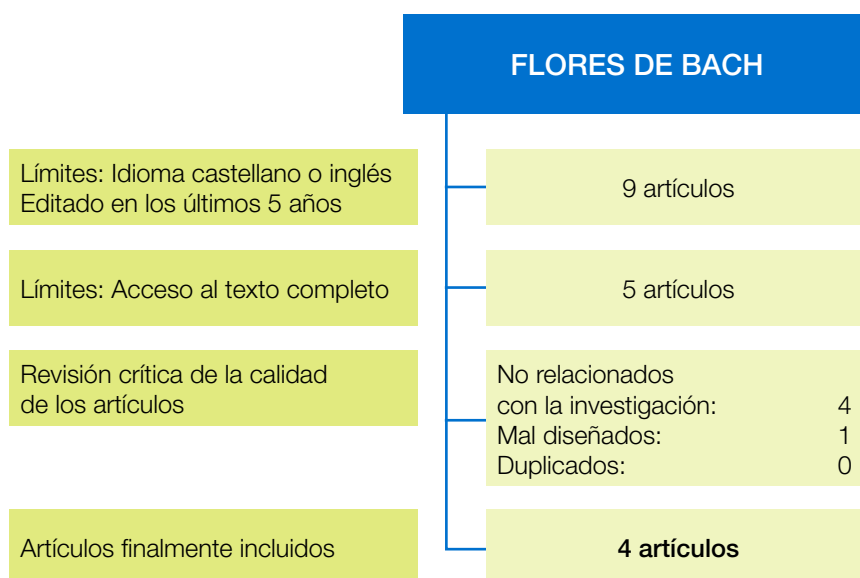 FLORES DE BACH
Límites: Idioma castellano o inglés
Editado en los últimos 5 años
9 artículos
Límites: Acceso al texto completo
5 artículos
Revisión crítica de la calidad
de los artículos
No relacionados
con la investigación: 4
Mal diseñados: 1
Duplicados: 0
Artículos finalmente incluidos
4 artículos